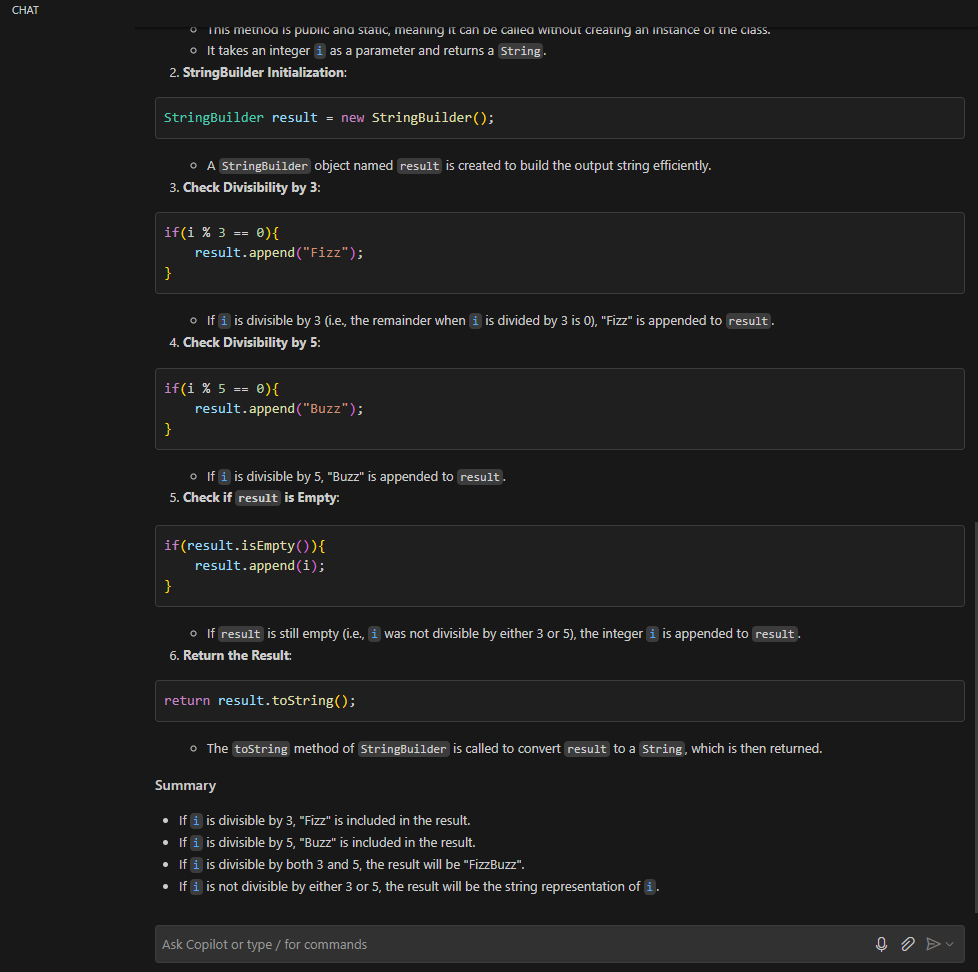 CHAT
This method is public and static, meaning it can be called without creating an instance of the class.
It takes an integer i as a parameter and returns a String.
2. StringBuilder Initialization:
StringBuilder result = new StringBuilder();
A StringBuilder object named result is created to build the output string efficiently.
3. Check Divisibility by 3:
if(i % 3 == 0){
    result.append("Fizz");
}
If i is divisible by 3 (i.e., the remainder when i is divided by 3 is 0), "Fizz" is appended to result.
4. Check Divisibility by 5:
if(i % 5 == 0){
    result.append("Buzz");
}
If i is divisible by 5, "Buzz" is appended to result.
5. Check if result is Empty:
if(result.isEmpty()){
    result.append(i);
}
If result is still empty (i.e., i was not divisible by either 3 or 5), the integer i is appended to result.
6. Return the Result:
return result.toString();
The toString method of StringBuilder is called to convert result to a String, which is then returned.
Summary
If i is divisible by 3, "Fizz" is included in the result.
If i is divisible by 5, "Buzz" is included in the result.
If i is divisible by both 3 and 5, the result will be "FizzBuzz".
If i is not divisible by either 3 or 5, the result will be the string representation of i.
Ask Copilot or type / for commands